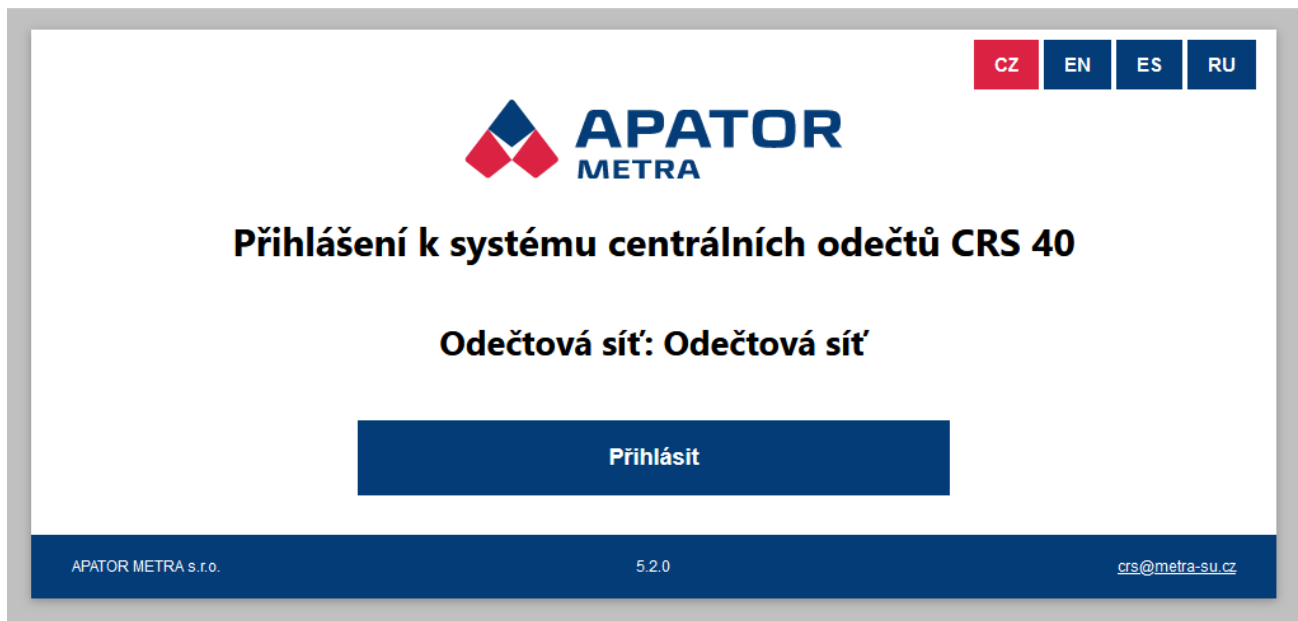 CZ EN ES RU
APATOR
METRA
Přihlášení k systému centrálních odečtů CRS 40
Odečtová síť: Odečtová síť
Přihlásit
APATOR METRA s.r.o. 5.2.0 crs@metra-su.cz